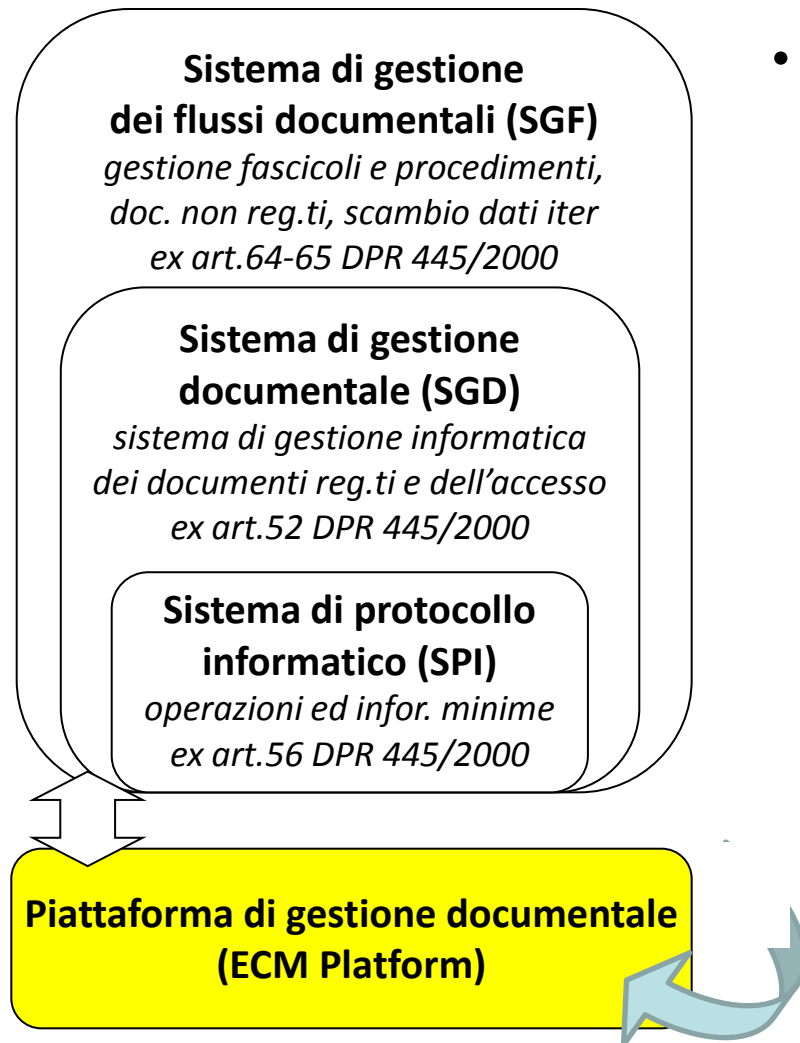 Sistema di gestione
dei flussi documentali (SGF)
gestione fascicoli e procedimenti,
doc. non reg.ti, scambio dati iter
ex art.64-65 DPR 445/2000
Sistema di gestione
documentale (SGD)
sistema di gestione informatica
dei documenti reg.ti e dell’accesso
ex art.52 DPR 445/2000
Sistema di protocollo
informatico (SPI)
operazioni ed infor. minime
ex art.56 DPR 445/2000
Piattaforma di gestione documentale
(ECM Platform)